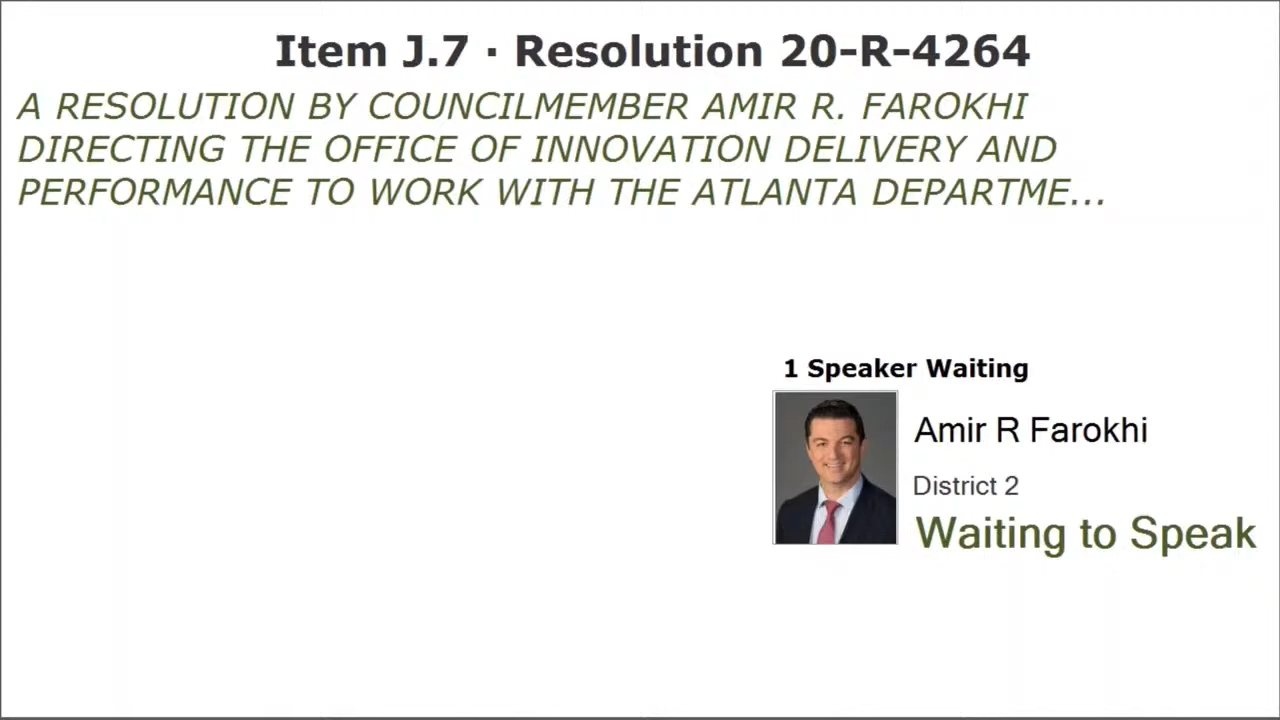 Item J.7 · Resolution 20-R-4264
A RESOLUTION BY COUNCILMEMBER AMIR R. FAROKHI
DIRECTING THE OFFICE OF INNOVATION DELIVERY AND
PERFORMANCE TO WORK WITH THE ATLANTA DEPARTME...
1 Speaker Waiting
Amir R Farokhi
District 2
Waiting to Speak